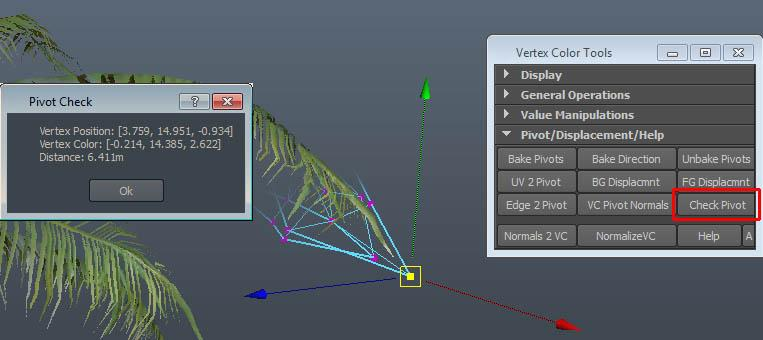 Vertex Color Tools
Display
General Operations
Value Manipulations
Pivot/Displacement/Help
Bake Pivots Bake Direction Unbake Pivots
UV 2 Pivot BG Displacmnt FG Displacmnt
Edge 2 Pivot VC Pivot Normals Check Pivot
Normals 2 VC NormalizeVC Help A
Pivot Check ?
Vertex Position: [3.759, 14.951, -0.934]
Vertex Color: [-0.214, 14.385, 2.622]
Distance: 6.411m
Ok